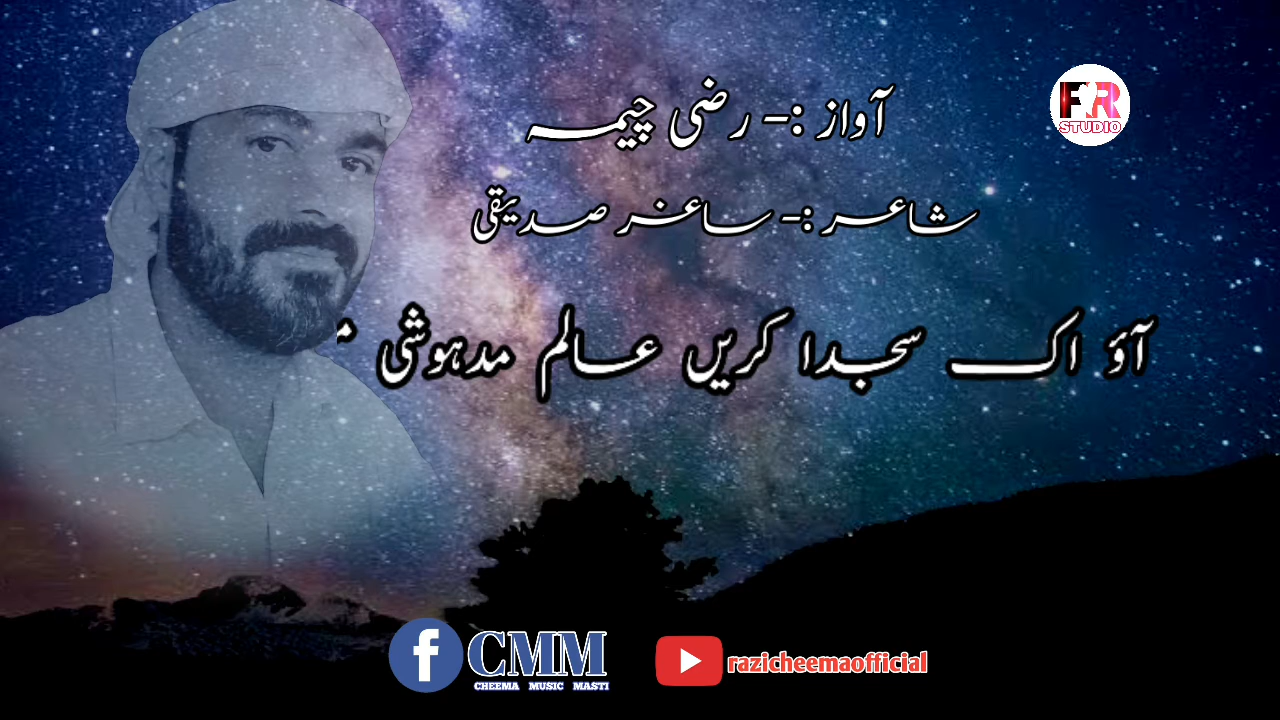 آواز :- رضی چیمہ
FR
STUDIO
شاعر :- ساغر صدیقی
آؤ اک سجدا کریں عالم مدہوشی
f CMM
CHEEMA MUSIC MASTI
razicheemaofficial